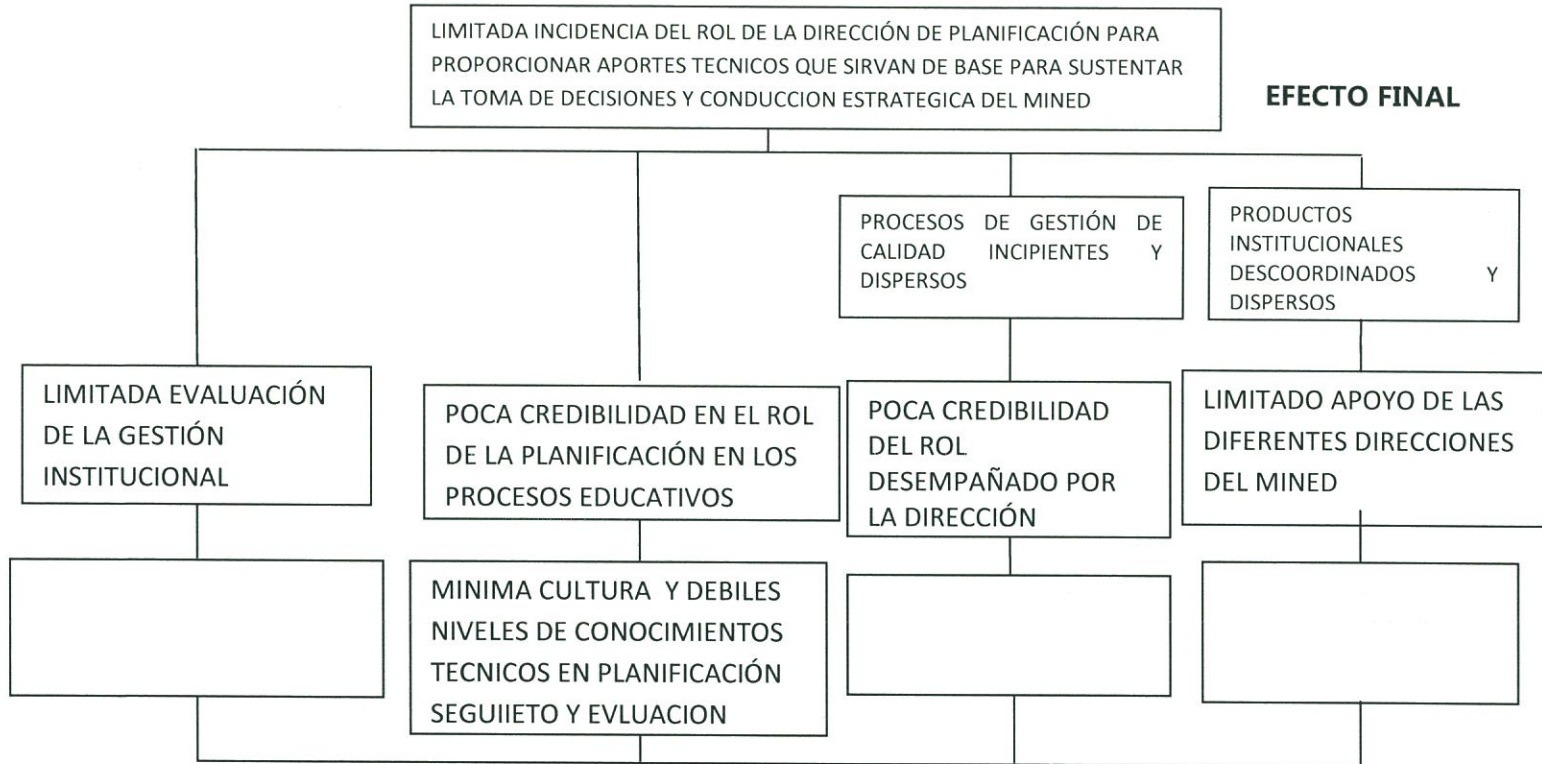 LIMITADA INCIDENCIA DEL ROL DE LA DIRECCIÓN DE PLANIFICACIÓN PARA
PROPORCIONAR APORTES TECNICOS QUE SIRVAN DE BASE PARA SUSTENTAR
LA TOMA DE DECISIONES Y CONDUCCION ESTRATEGICA DEL MINED
EFECTO FINAL
PROCESOS DE GESTIÓN DE
CALIDAD INCIPIENTES Y
DISPERSOS
PRODUCTOS
INSTITUCIONALES
DESCOORDINADOS Y
DISPERSOS
LIMITADA EVALUACIÓN
DE LA GESTIÓN
INSTITUCIONAL
POCA CREDIBILIDAD EN EL ROL
DE LA PLANIFICACIÓN EN LOS
PROCESOS EDUCATIVOS
POCA CREDIBILIDAD
DEL ROL
DESEMPAÑADO POR
LA DIRECCIÓN
LIMITADO APOYO DE LAS
DIFERENTES DIRECCIONES
DEL MINED
MINIMA CULTURA Y DEBILES
NIVELES DE CONOCIMIENTOS
TECNICOS EN PLANIFICACIÓN
SEGUIIETO Y EVLUACION